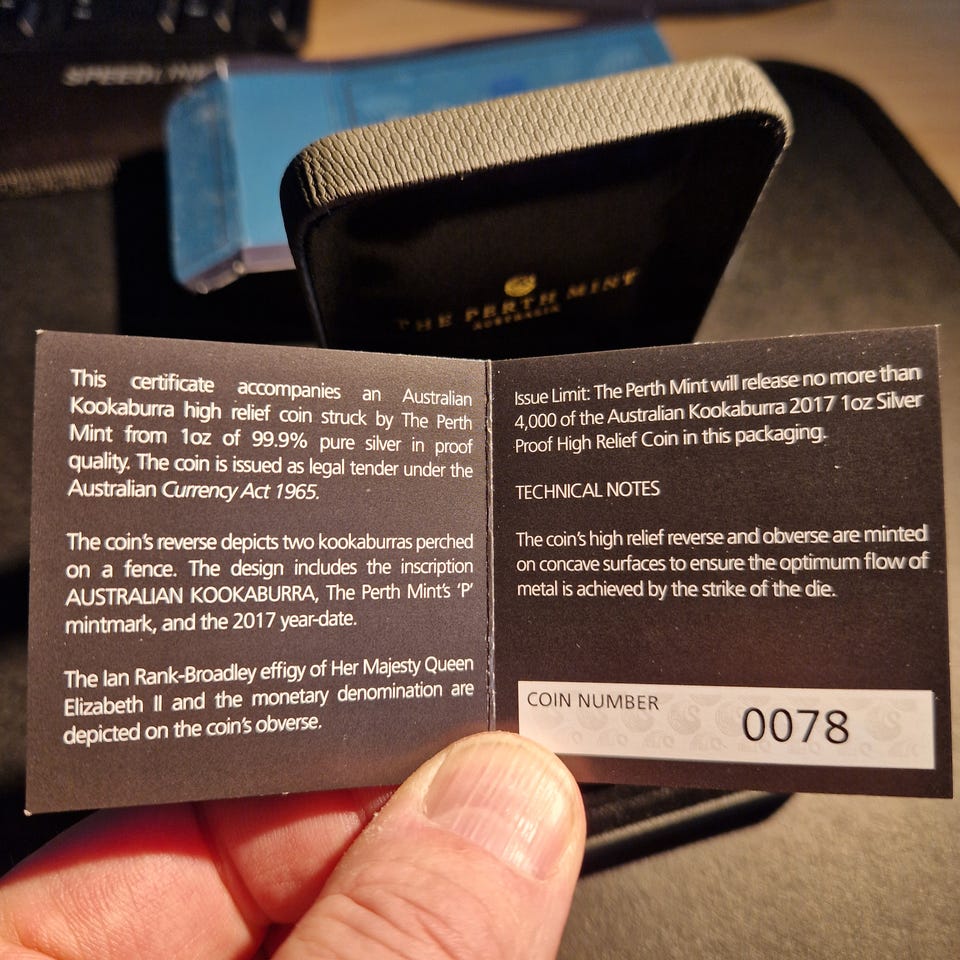 SPEEDLINK
THE PERTH MINT
AUSTRALIA
This certificate accompanies an Australian
Kookaburra high relief coin struck by The Perth
Mint from 1oz of 99.9% pure silver in proof
quality. The coin is issued as legal tender under the
Australian Currency Act 1965.
The coin's reverse depicts two kookaburras perched
on a fence. The design includes the inscription
AUSTRALIAN KOOKABURRA, The Perth Mint's 'P'
mintmark, and the 2017 year-date.
The Ian Rank-Broadley effigy of Her Majesty Queen
Elizabeth II and the monetary denomination are
depicted on the coin's obverse.
Issue Limit: The Perth Mint will release no more than
4,000 of the Australian Kookaburra 2017 1oz Silver
Proof High Relief Coin in this packaging.
TECHNICAL NOTES
The coin's high relief reverse and obverse are minted
on concave surfaces to ensure the optimum flow of
metal is achieved by the strike of the die.
COIN NUMBER
0078